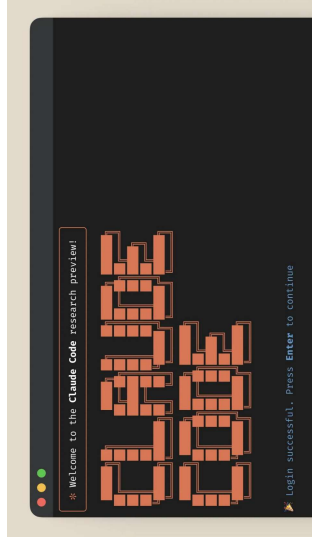 * Welcome to the Claude Code research preview!
CLAUDE
CODE
Login successful. Press Enter to continue